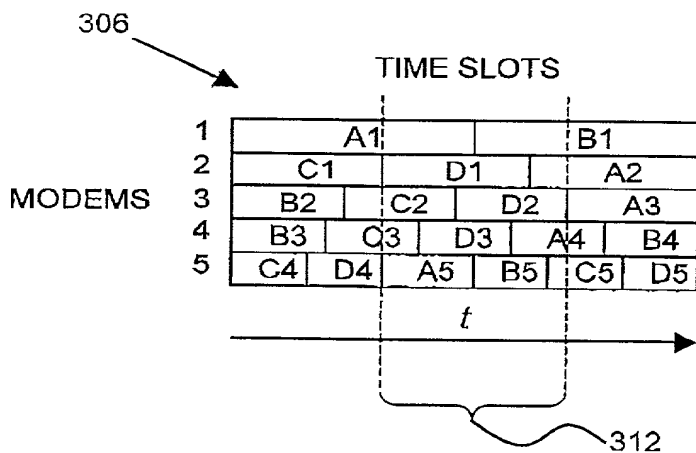 306
TIME SLOTS
1 A1 B1
2 C1 D1 A2
MODEMS 3 B2 C2 D2 A3
4 B3 C3 D3 A4 B4
5 C4 D4 A5 B5 C5 D5
t
312